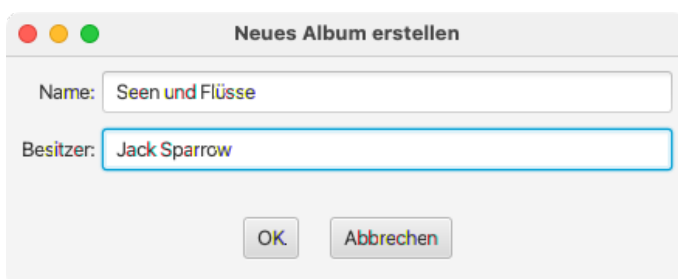 Neues Album erstellen
Name: Seen und Flüsse
Besitzer: Jack Sparrow
OK Abbrechen